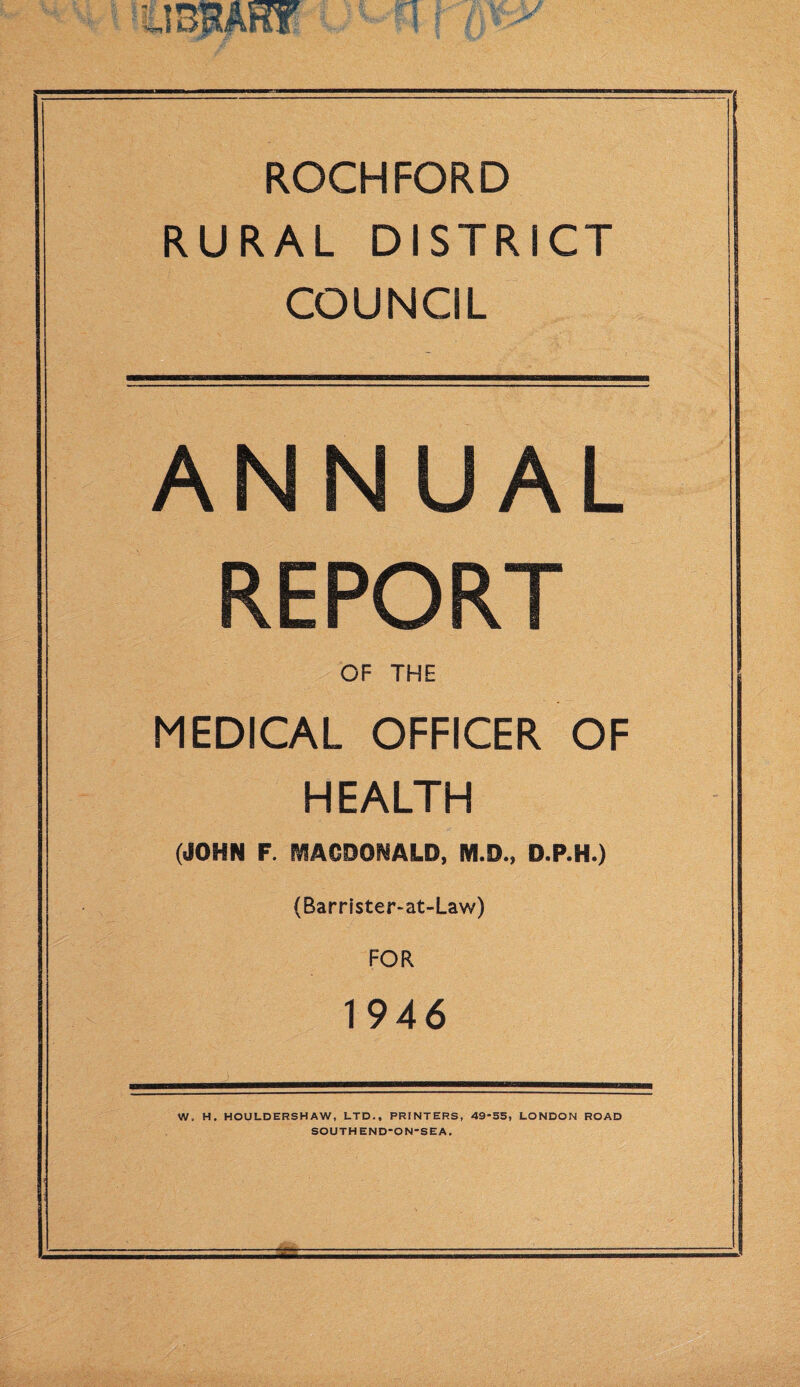 LIBRARY
ROCHFORD
RURAL DISTRICT
COUNCIL
ANNUAL
REPORT
OF THE
MEDICAL OFFICER OF
HEALTH
(JOHN F. MACDONALD, M.D., D.P.H.)
(Barrister-at-Law)
FOR
1946
W. H. HOULDERSHAW, LTD., PRINTERS, 49-55, LONDON ROAD
SOUTHEND-ON-SEA.